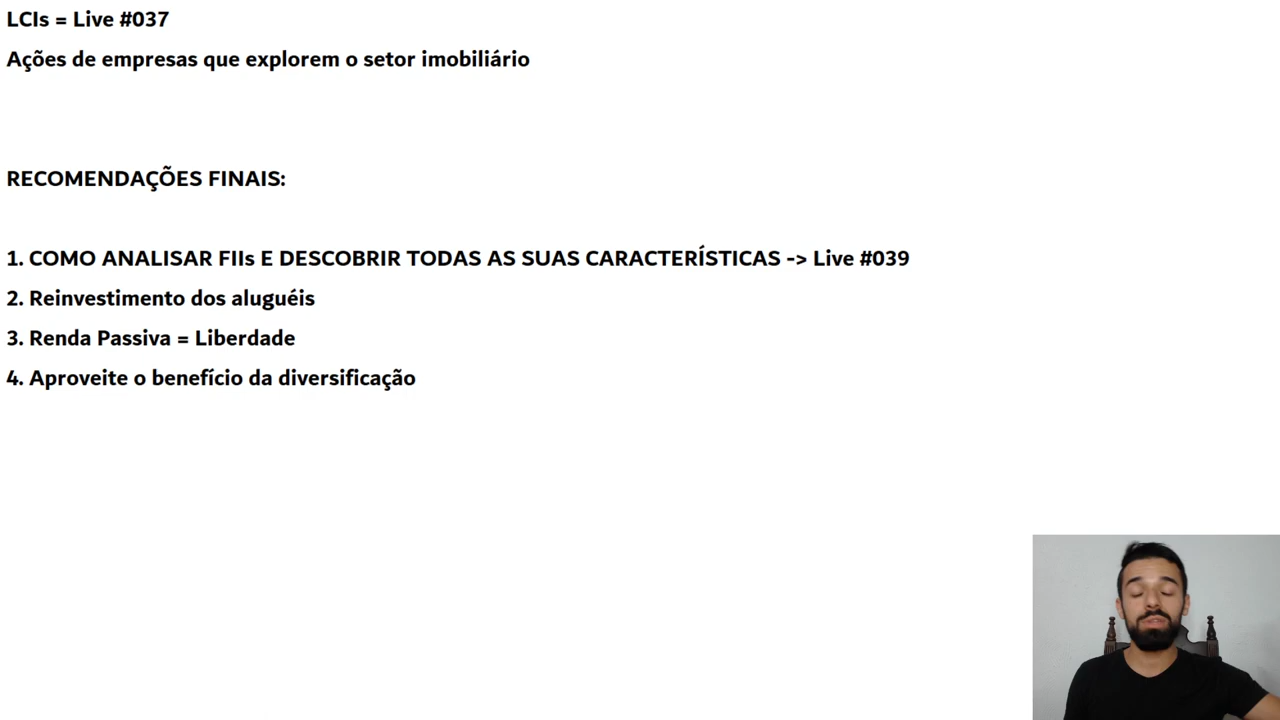 LCIs = Live #037
Ações de empresas que explorem o setor imobiliário
RECOMENDAÇÕES FINAIS:
1. COMO ANALISAR FIIs E DESCOBRIR TODAS AS SUAS CARACTERÍSTICAS -> Live #039
2. Reinvestimento dos aluguéis
3. Renda Passiva = Liberdade
4. Aproveite o benefício da diversificação